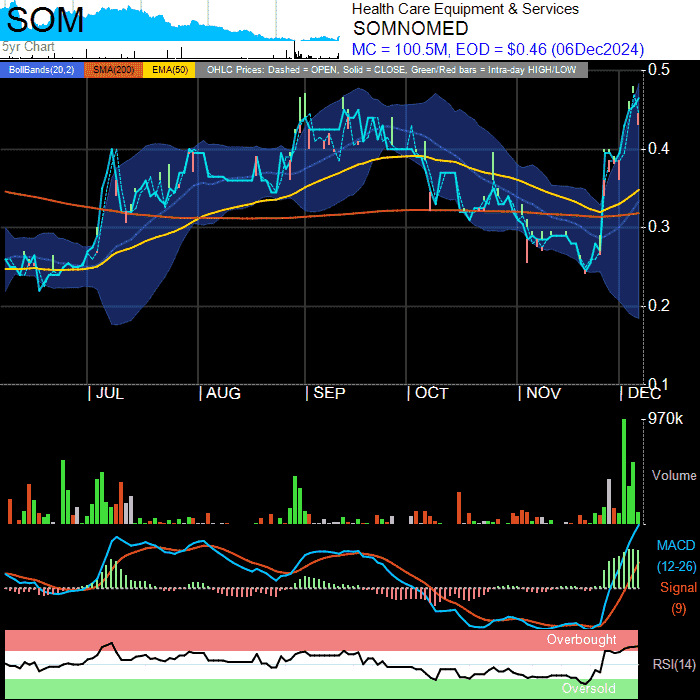 SOM
5yr Chart
Health Care Equipment & Services
SOMNOMED
MC = 100.5M, EOD = $0.46 (06Dec2024)
BollBands(20,2) SMA(200) EMA(50) OHLC Prices: Dashed = OPEN, Solid = CLOSE, Green/Red bars = Intra-day HIGH/LOW
0.5
0.4
0.3
0.2
0.1
| JUL | AUG | SEP | OCT | NOV | DEC
970k
Volume
MACD
(12-26)
Signal
(9)
Overbought
RSI(14)
Oversold